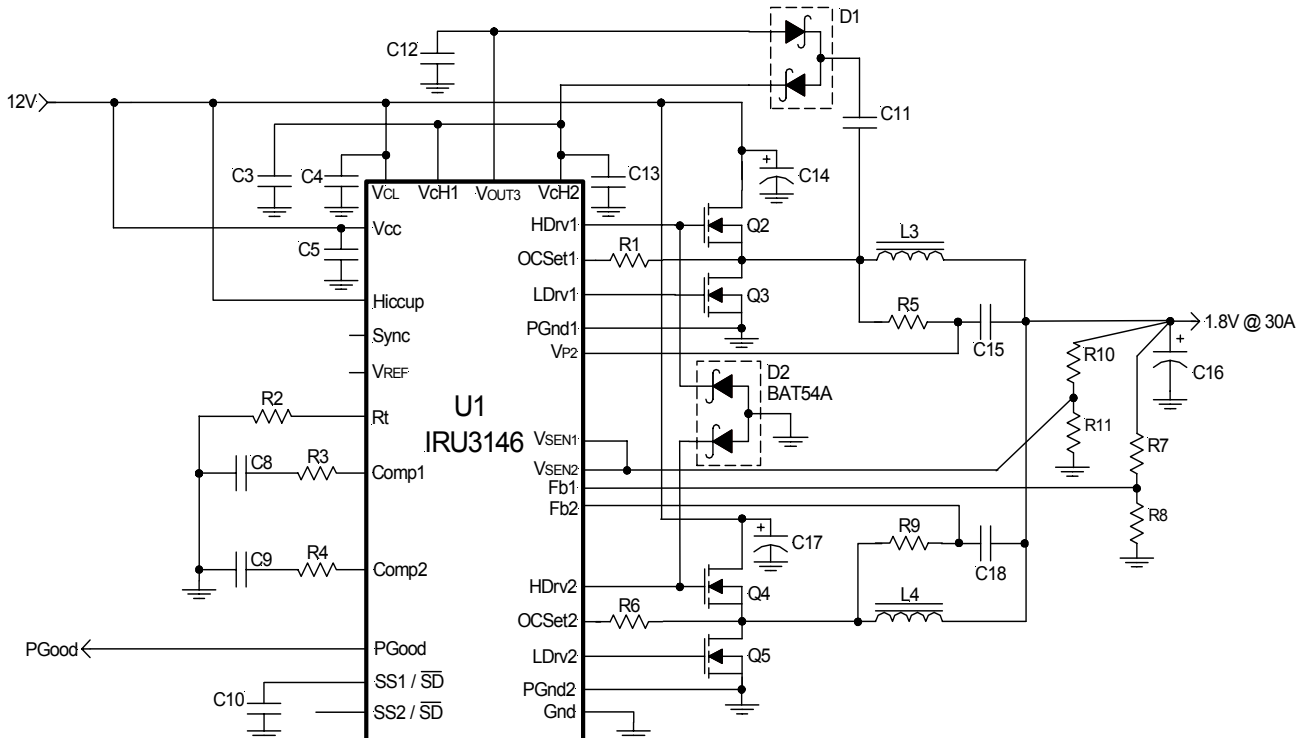 D1
C12
12V
C11
C3
C4
C13
C14
VCL
VcH1
VOUT3
VcH2
Vcc
C5
HDrv1
Q2
L3
OCSet1
R1
LDrv1
Q3
Hiccup
R5
C15
1.8V @ 30A
PGnd1
VP2
Sync
R10
C16
VREF
D2
BAT54A
U1
IRU3146
R2
Rt
R11
VSEN1
VSEN2
R7
C8
R3
Comp1
Fb1
Fb2
R8
C17
R9
C18
C9
R4
Comp2
HDrv2
Q4
L4
OCSet2
R6
PGood
PGood
LDrv2
Q5
SS1 / SD
PGnd2
C10
SS2 / SD
Gnd